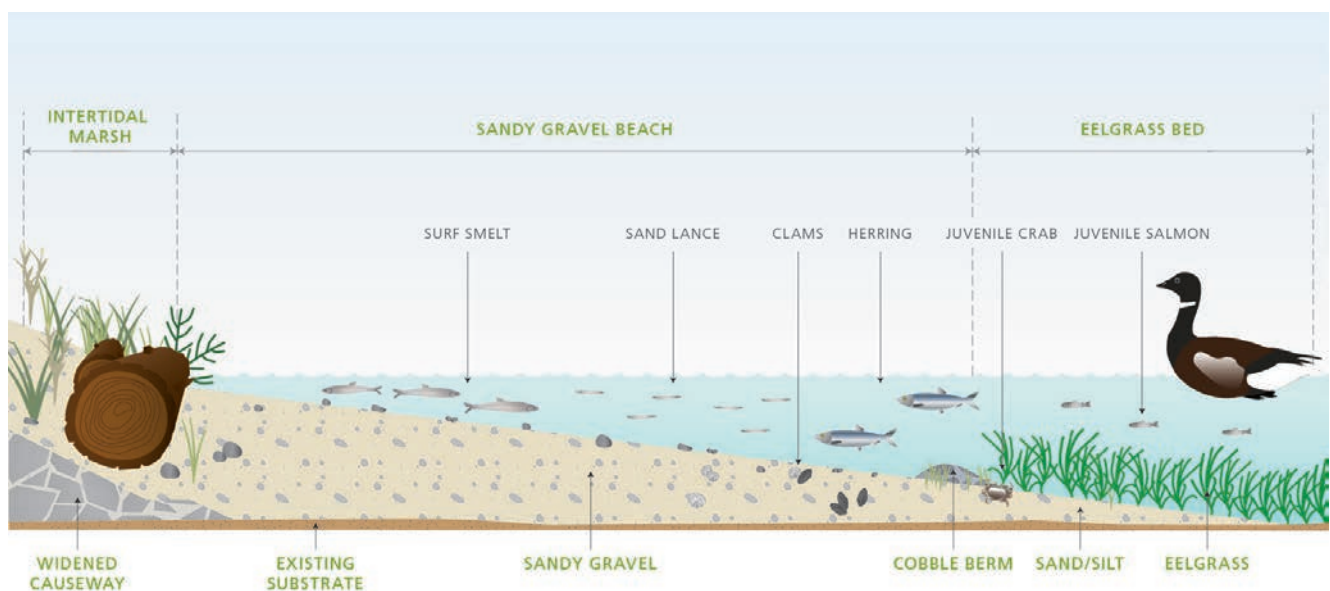 INTERTIDAL
MARSH
SANDY GRAVEL BEACH
EELGRASS BED
SURF SMELT
SAND LANCE
CLAMS
HERRING
JUVENILE CRAB
JUVENILE SALMON
WIDENED
CAUSEWAY
EXISTING
SUBSTRATE
SANDY GRAVEL
COBBLE BERM
SAND/SILT
EELGRASS